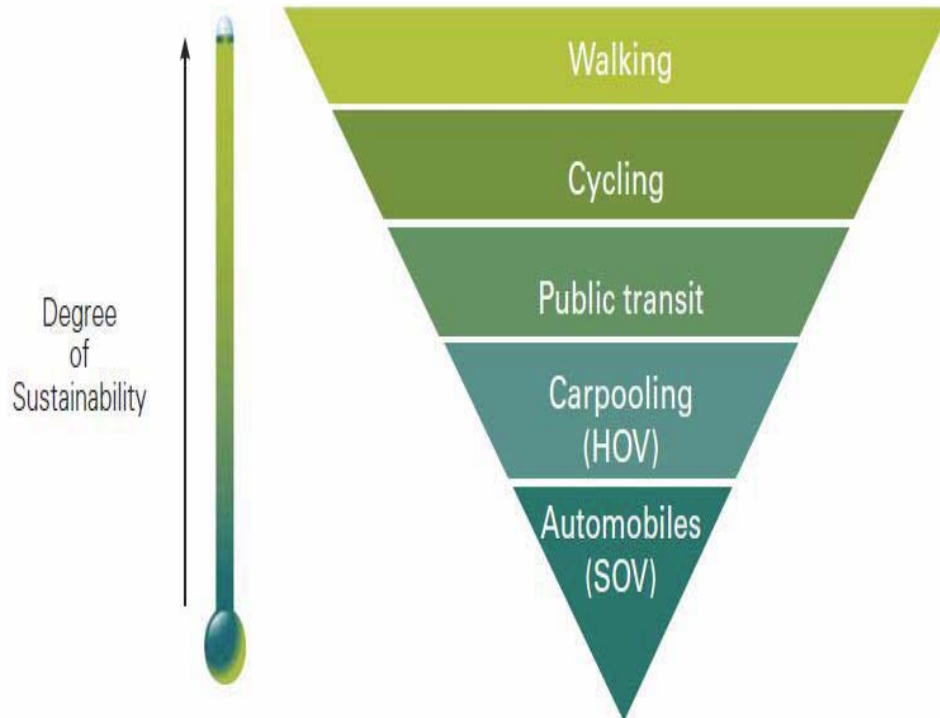 Walking
Cycling
Public transit
Carpooling
(HOV)
Automobiles
(SOV)
Degree
of
Sustainability